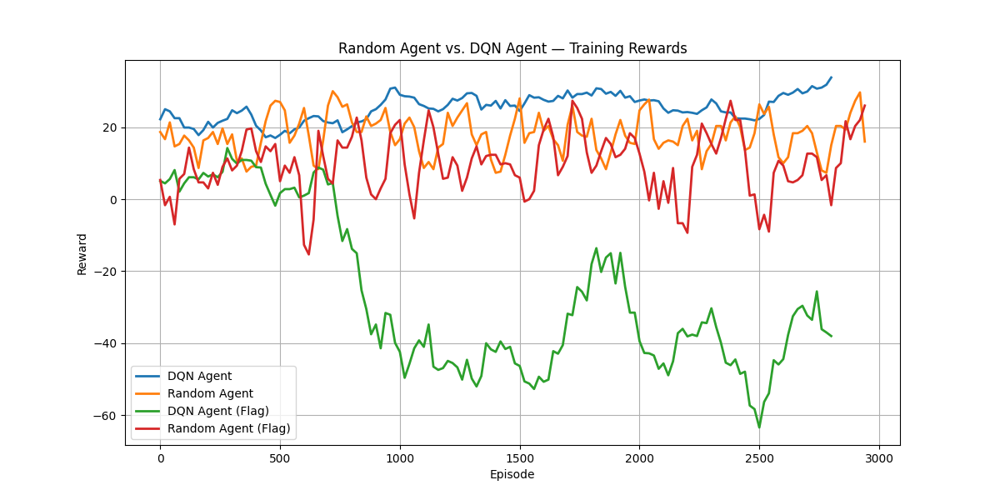 Random Agent vs. DQN Agent — Training Rewards
Reward
20
0
−20
−40
−60
DQN Agent
Random Agent
DQN Agent (Flag)
Random Agent (Flag)
0 500 1000 1500 2000 2500 3000
Episode